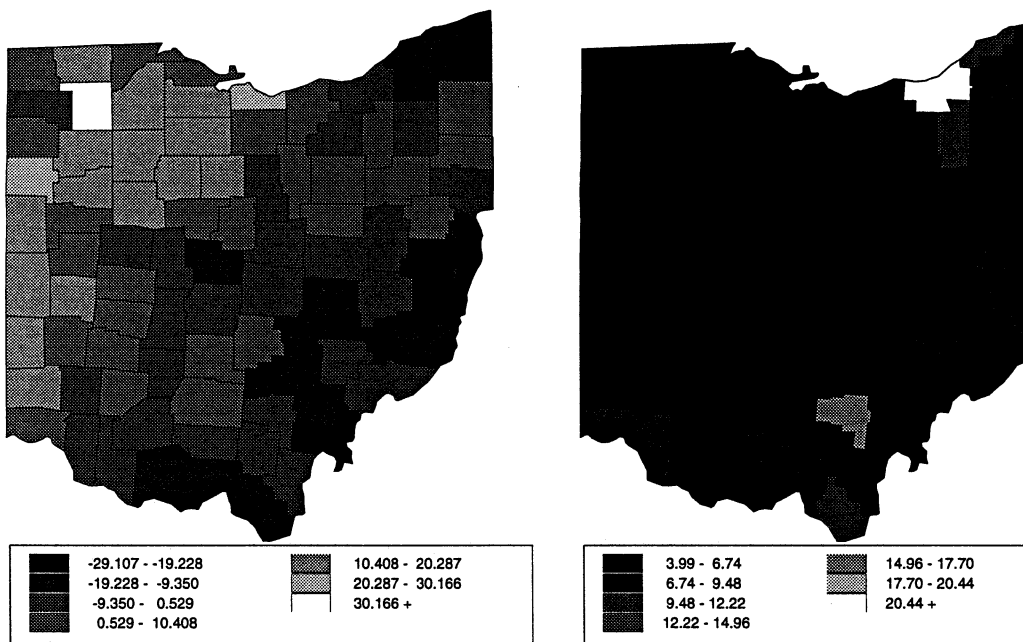 -29.107 - -19.228
-19.228 - -9.350
-9.350 - 0.529
0.529 - 10.408
10.408 - 20.287
20.287 - 30.166
30.166 +
3.99 - 6.74
6.74 - 9.48
9.48 - 12.22
12.22 - 14.96
14.96 - 17.70
17.70 - 20.44
20.44 +